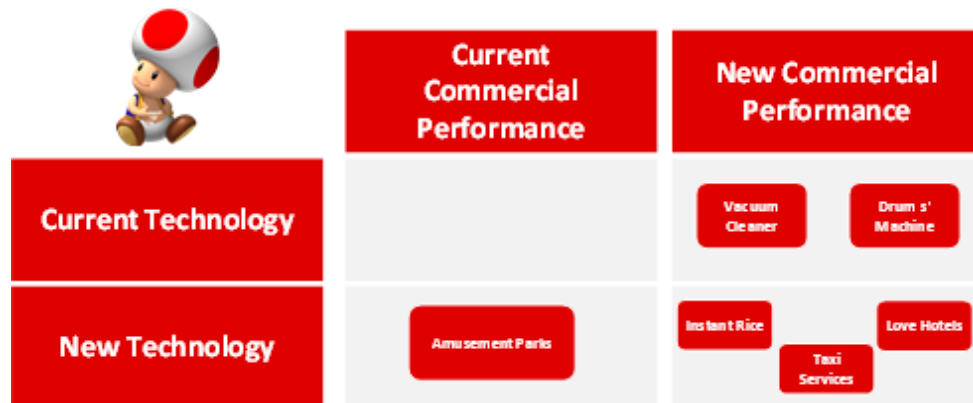 Current
Commercial
Performance
New Commercial
Performance
Current Technology
Vacuum
Cleaner
Drum s'
Machine
New Technology
Amusement Parks
Instant Rice
Love Hotels
Taxi
Services